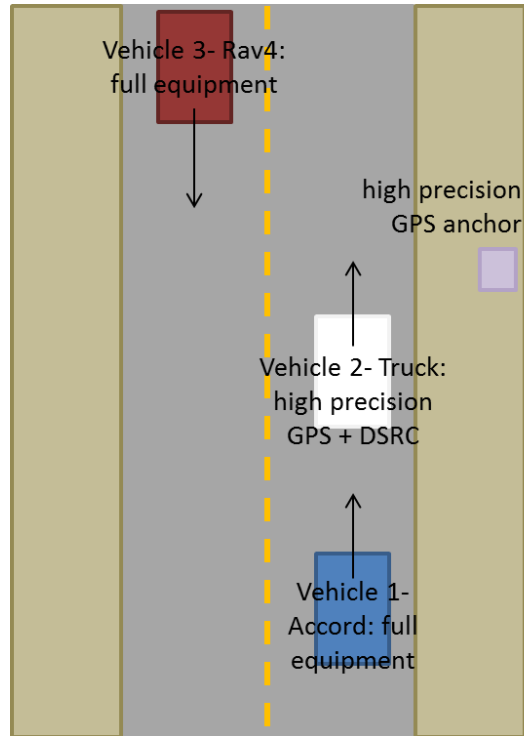 Vehicle 3- Rav4:
full equipment
high precision
GPS anchor
Vehicle 2- Truck:
high precision
GPS + DSRC
Vehicle 1-
Accord: full
equipment